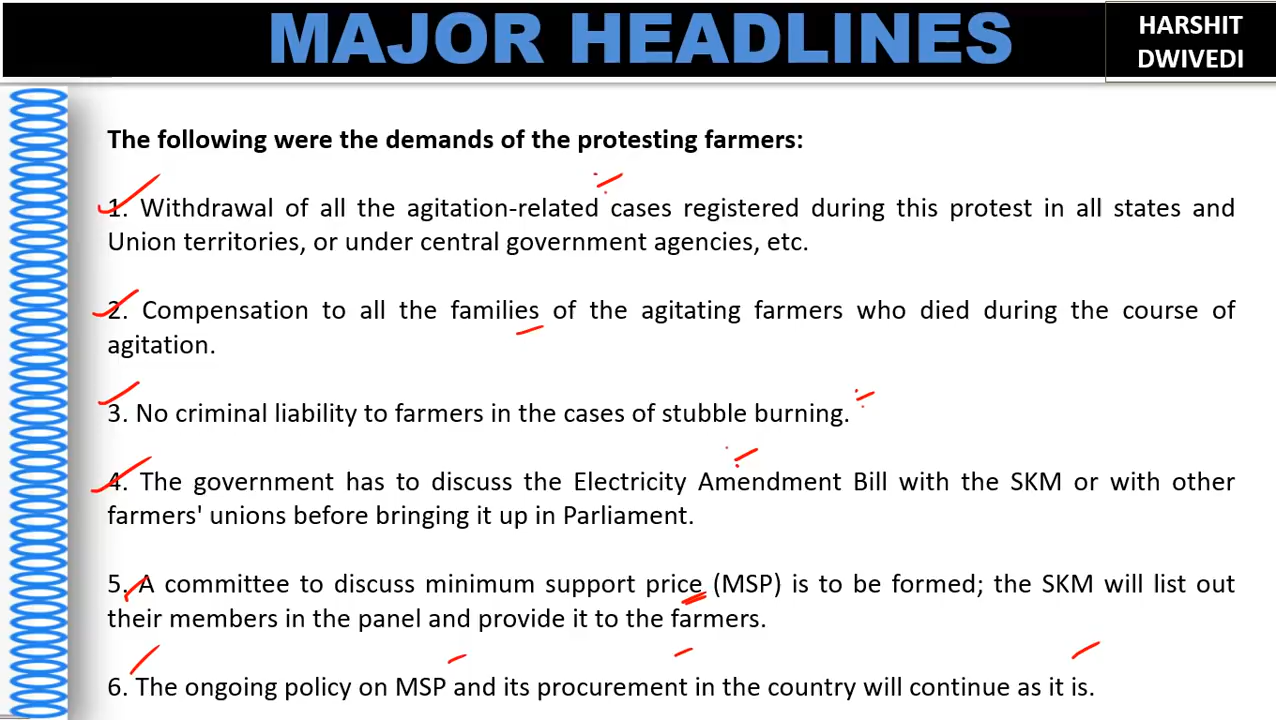 MAJOR HEADLINES
HARSHIT
DWIVEDI
The following were the demands of the protesting farmers:
1. Withdrawal of all the agitation-related cases registered during this protest in all states and
Union territories, or under central government agencies, etc.
2. Compensation to all the families of the agitating farmers who died during the course of
agitation.
3. No criminal liability to farmers in the cases of stubble burning.
4. The government has to discuss the Electricity Amendment Bill with the SKM or with other
farmers' unions before bringing it up in Parliament.
5. A committee to discuss minimum support price (MSP) is to be formed; the SKM will list out
their members in the panel and provide it to the farmers.
6. The ongoing policy on MSP and its procurement in the country will continue as it is.